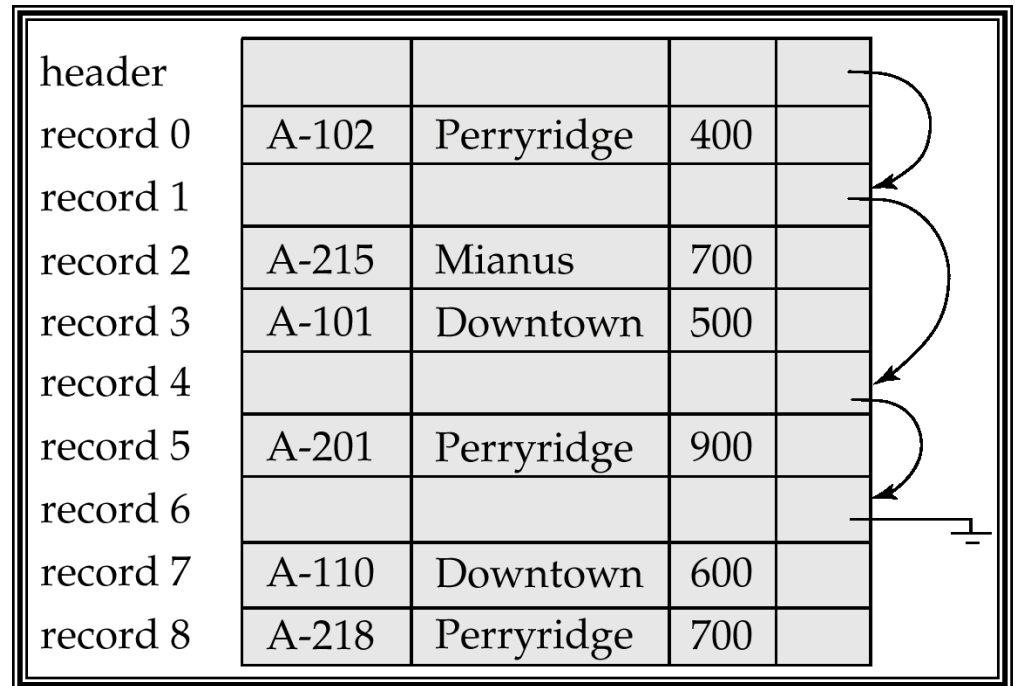 header
record 0 A-102 Perryridge 400
record 1
record 2 A-215 Mianus 700
record 3 A-101 Downtown 500
record 4
record 5 A-201 Perryridge 900
record 6
record 7 A-110 Downtown 600
record 8 A-218 Perryridge 700